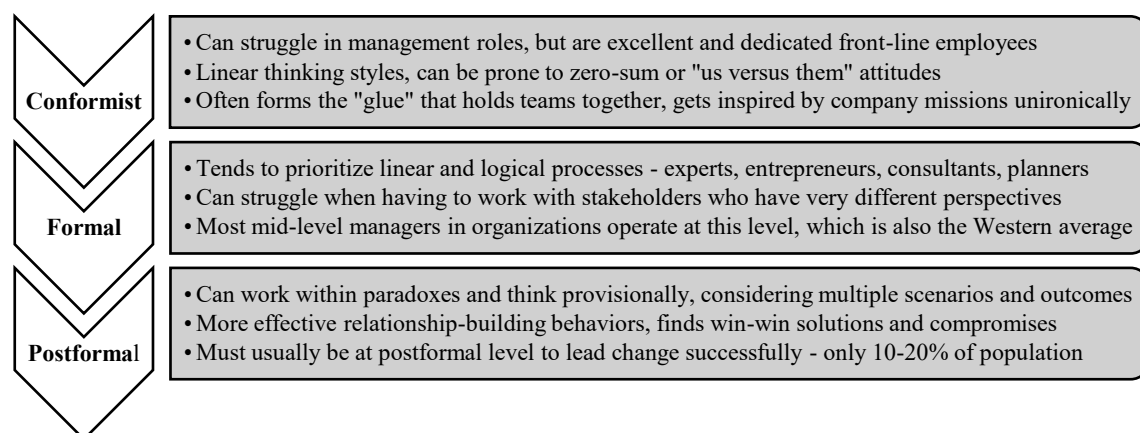 Conformist
• Can struggle in management roles, but are excellent and dedicated front-line employees
• Linear thinking styles, can be prone to zero-sum or "us versus them" attitudes
• Often forms the "glue" that holds teams together, gets inspired by company missions unironically
Formal
• Tends to prioritize linear and logical processes - experts, entrepreneurs, consultants, planners
• Can struggle when having to work with stakeholders who have very different perspectives
• Most mid-level managers in organizations operate at this level, which is also the Western average
Postformal
• Can work within paradoxes and think provisionally, considering multiple scenarios and outcomes
• More effective relationship-building behaviors, finds win-win solutions and compromises
• Must usually be at postformal level to lead change successfully - only 10-20% of population